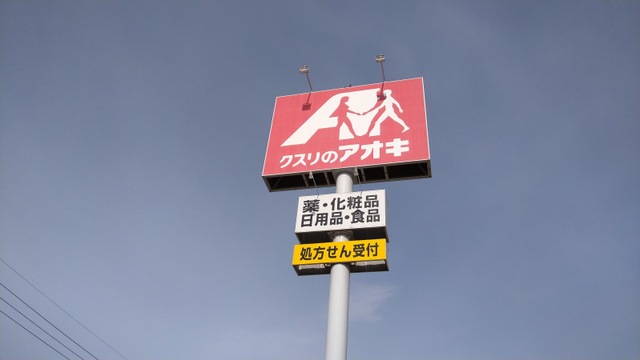 クスリのアオキ
薬・化粧品
日用品・食品
処方せん受付